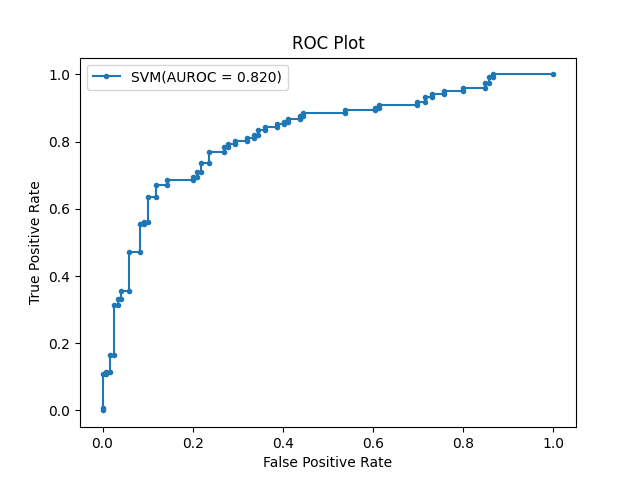 ROC Plot
SVM(AUROC = 0.820)
1.0
0.8
0.6
0.4
0.2
0.0
True Positive Rate
0.0 0.2 0.4 0.6 0.8 1.0
False Positive Rate